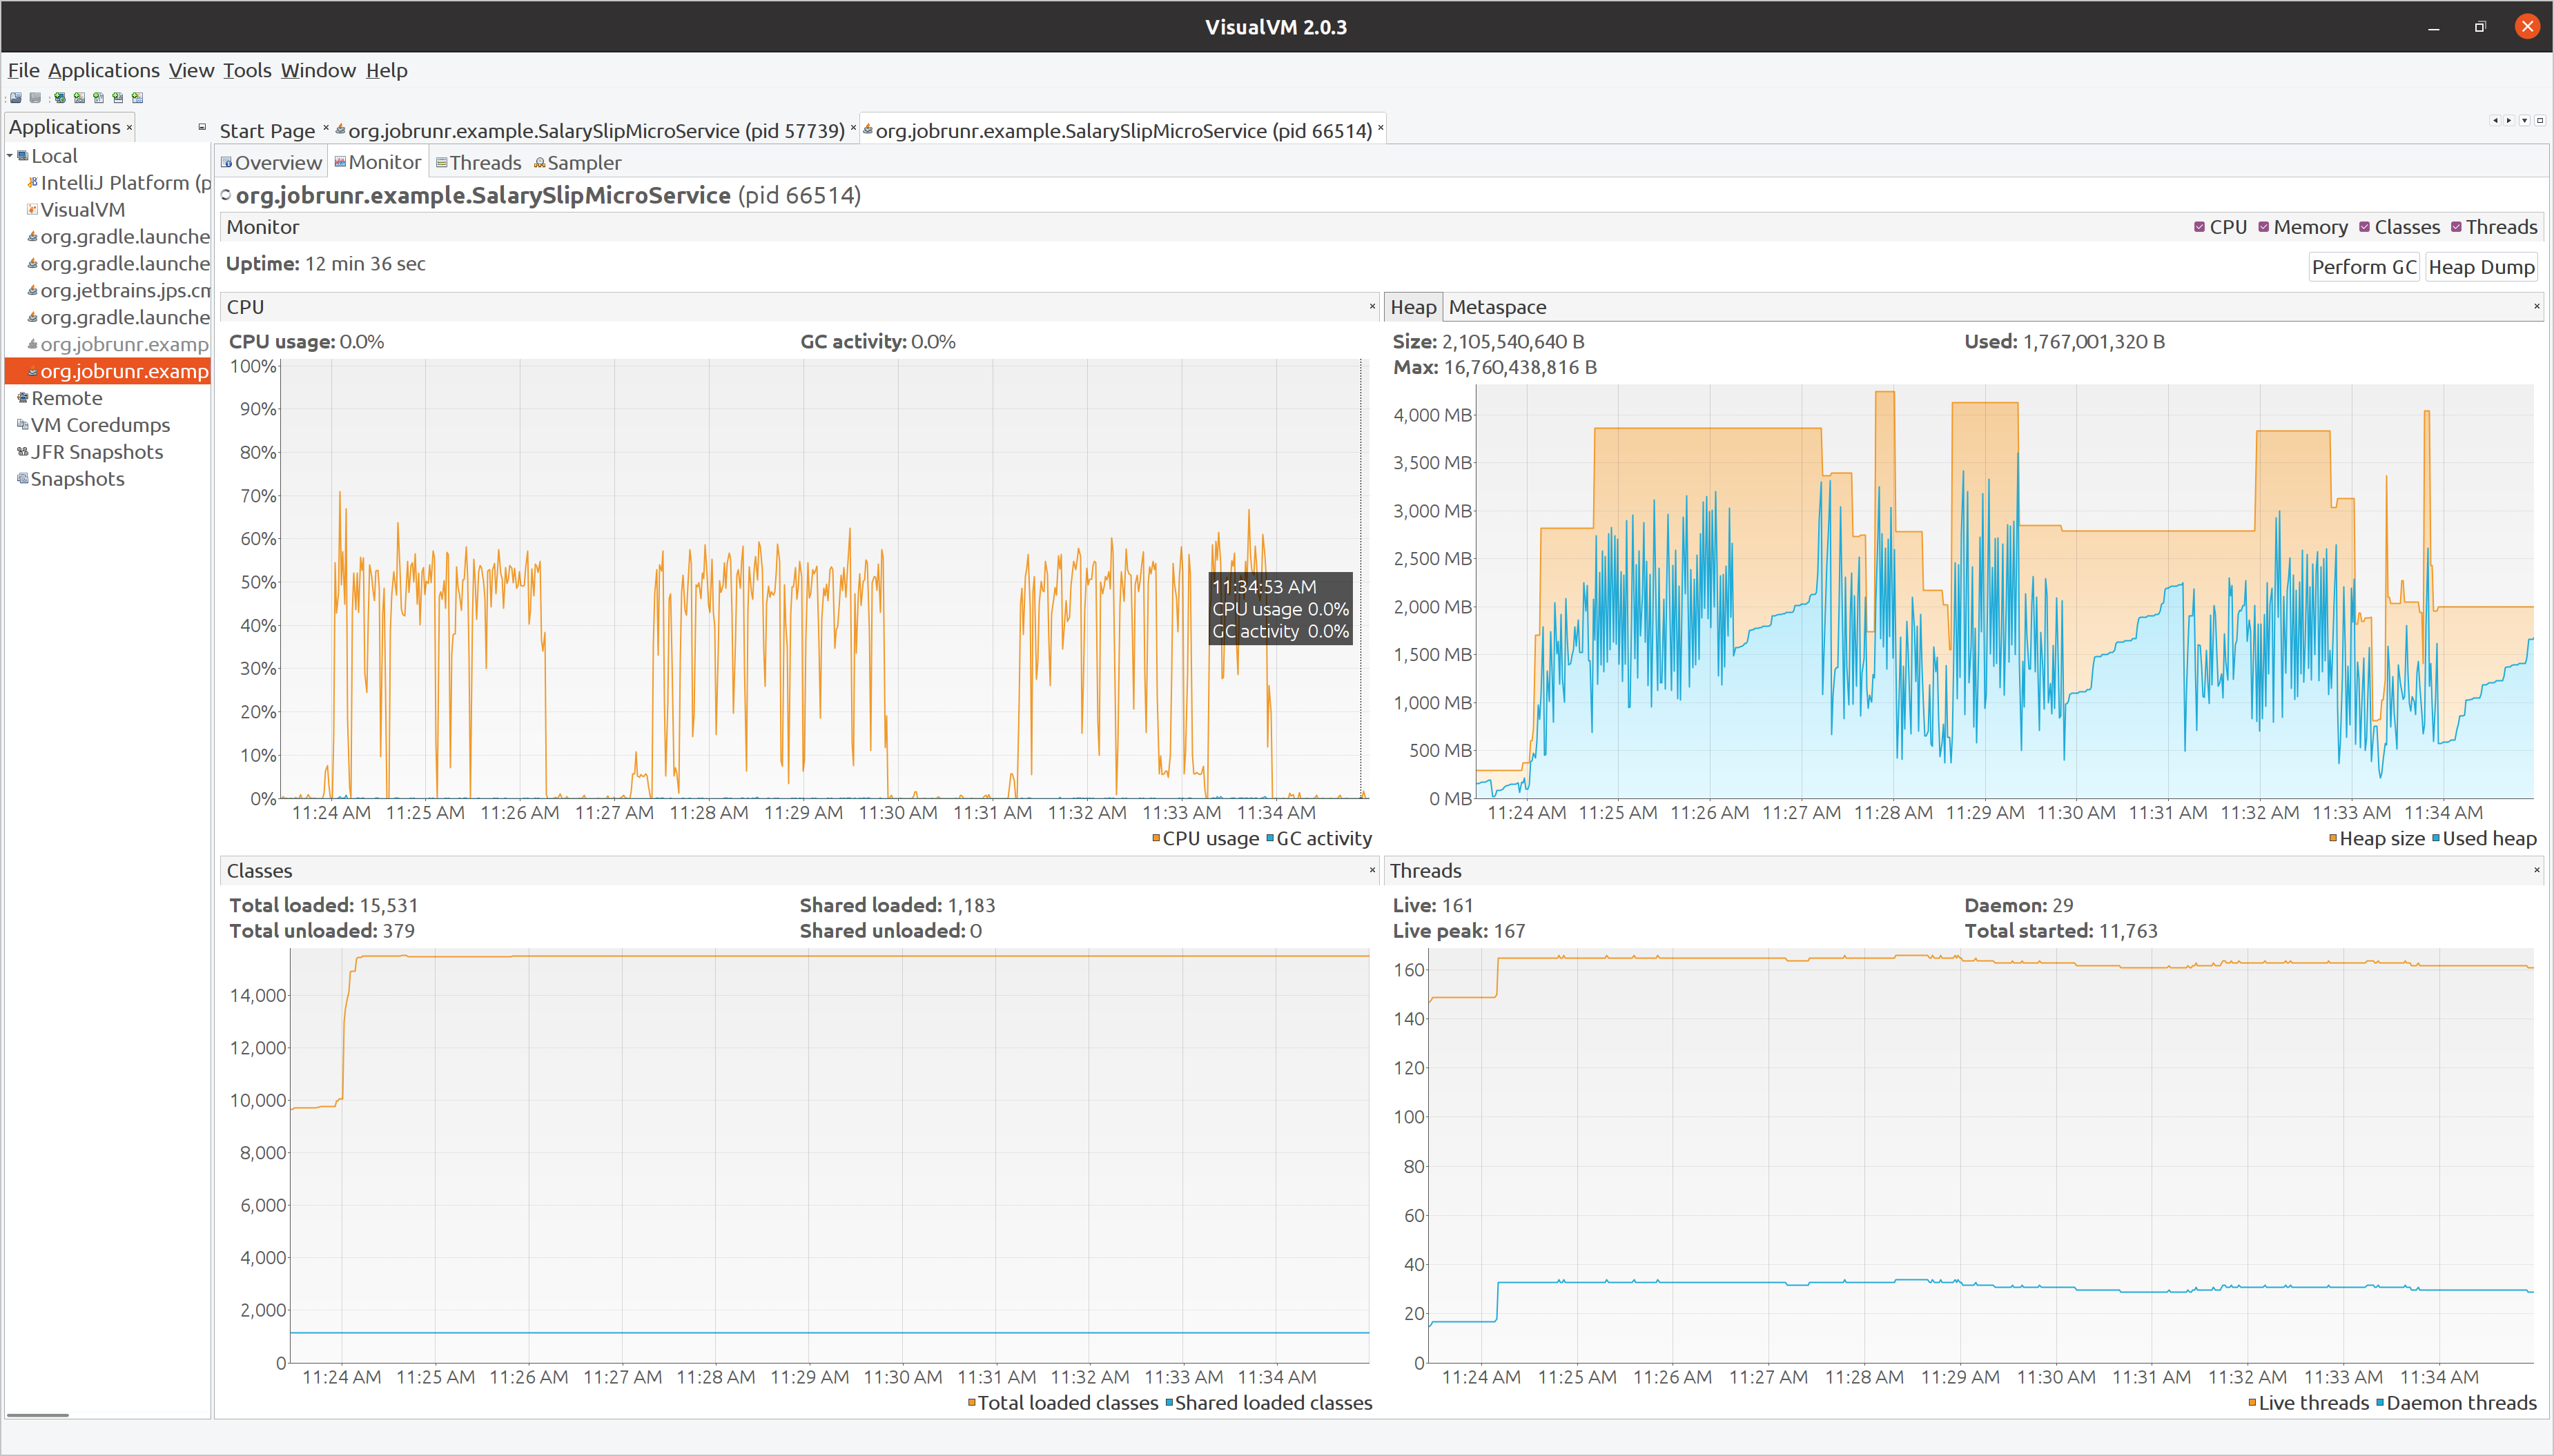 VisualVM 2.0.3
File Applications View Tools Window Help
Applications
Start Page
org.jobrunr.example.SalarySlipMicroService (pid 57739)
org.jobrunr.example.SalarySlipMicroService (pid 66514)
Local
IntelliJ Platform (p
VisualVM
org.gradle.launche
org.gradle.launche
org.jetbrains.jps.cm
org.gradle.launche
org.jobrunr.examp
org.jobrunr.examp
Remote
VM Coredumps
JFR Snapshots
Snapshots
Overview Monitor Threads Sampler
org.jobrunr.example.SalarySlipMicroService (pid 66514)
Monitor
CPU Memory Classes Threads
Uptime: 12 min 36 sec
Perform GC Heap Dump
CPU
CPU usage: 0.0% GC activity: 0.0%
100%
90%
80%
70%
60%
50%
40%
30%
20%
10%
0%
11:34:53 AM
CPU usage 0.0%
GC activity 0.0%
11:24 AM 11:25 AM 11:26 AM 11:27 AM 11:28 AM 11:29 AM 11:30 AM 11:31 AM 11:32 AM 11:33 AM 11:34 AM
CPU usage GC activity
Heap Metaspace
Size: 2,105,540,640 B Used: 1,767,001,320 B
Max: 16,760,438,816 B
4,000 MB
3,500 MB
3,000 MB
2,500 MB
2,000 MB
1,500 MB
1,000 MB
500 MB
0 MB
11:24 AM 11:25 AM 11:26 AM 11:27 AM 11:28 AM 11:29 AM 11:30 AM 11:31 AM 11:32 AM 11:33 AM 11:34 AM
Heap size Used heap
Classes
Total loaded: 15,531 Shared loaded: 1,183
Total unloaded: 379 Shared unloaded: 0
14,000
12,000
10,000
8,000
6,000
4,000
2,000
0
11:24 AM 11:25 AM 11:26 AM 11:27 AM 11:28 AM 11:29 AM 11:30 AM 11:31 AM 11:32 AM 11:33 AM 11:34 AM
Total loaded classes Shared loaded classes
Threads
Live: 161 Daemon: 29
Live peak: 167 Total started: 11,763
160
140
120
100
80
60
40
20
0
11:24 AM 11:25 AM 11:26 AM 11:27 AM 11:28 AM 11:29 AM 11:30 AM 11:31 AM 11:32 AM 11:33 AM 11:34 AM
Live threads Daemon threads